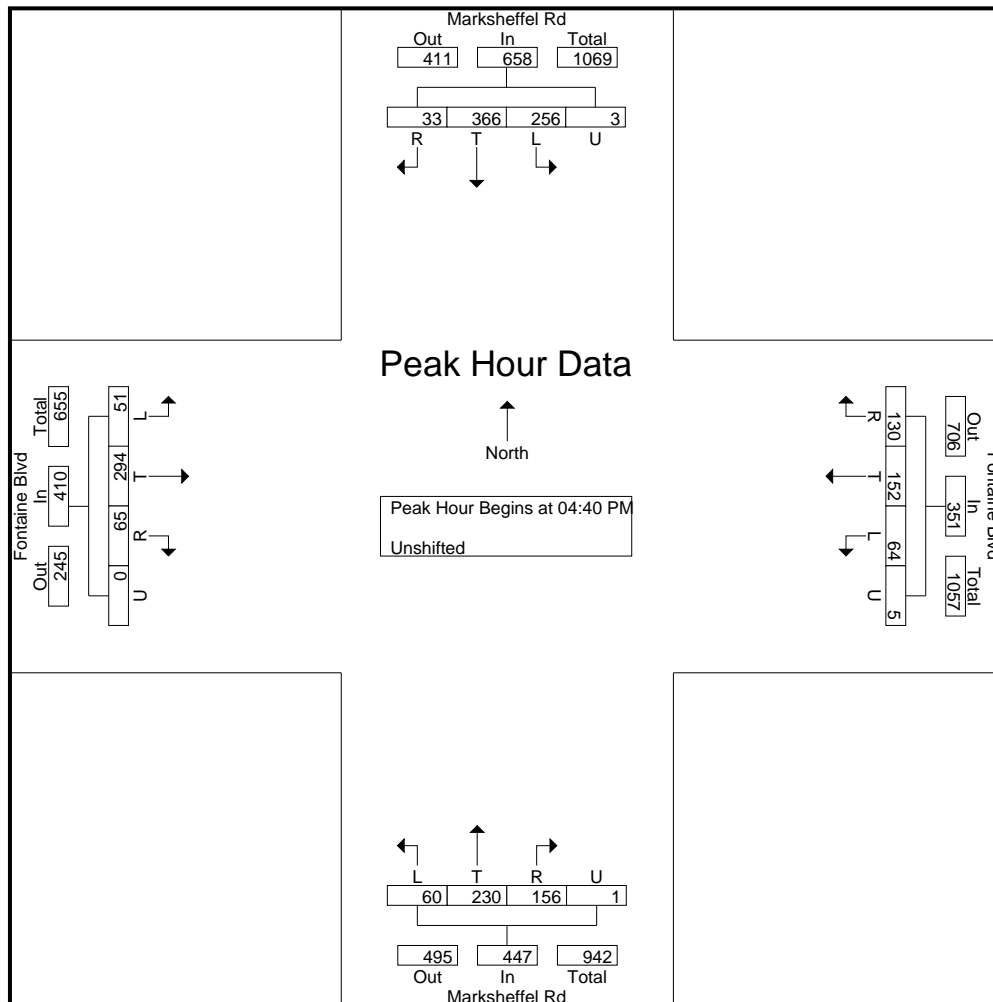 Marksheffel Rd
Out In Total
411 658 1069
33 366 256 3
R T L U
Peak Hour Data
North
Peak Hour Begins at 04:40 PM
Unshifted
Fontaine Blvd
Total In Out
655 410 245
51 294 65 0
L T R U
R T L U
130 152 64 5
Out In Total
706 351 1057
Fontaine Blvd
L T R U
60 230 156 1
495 447 942
Out In Total
Marksheffel Rd